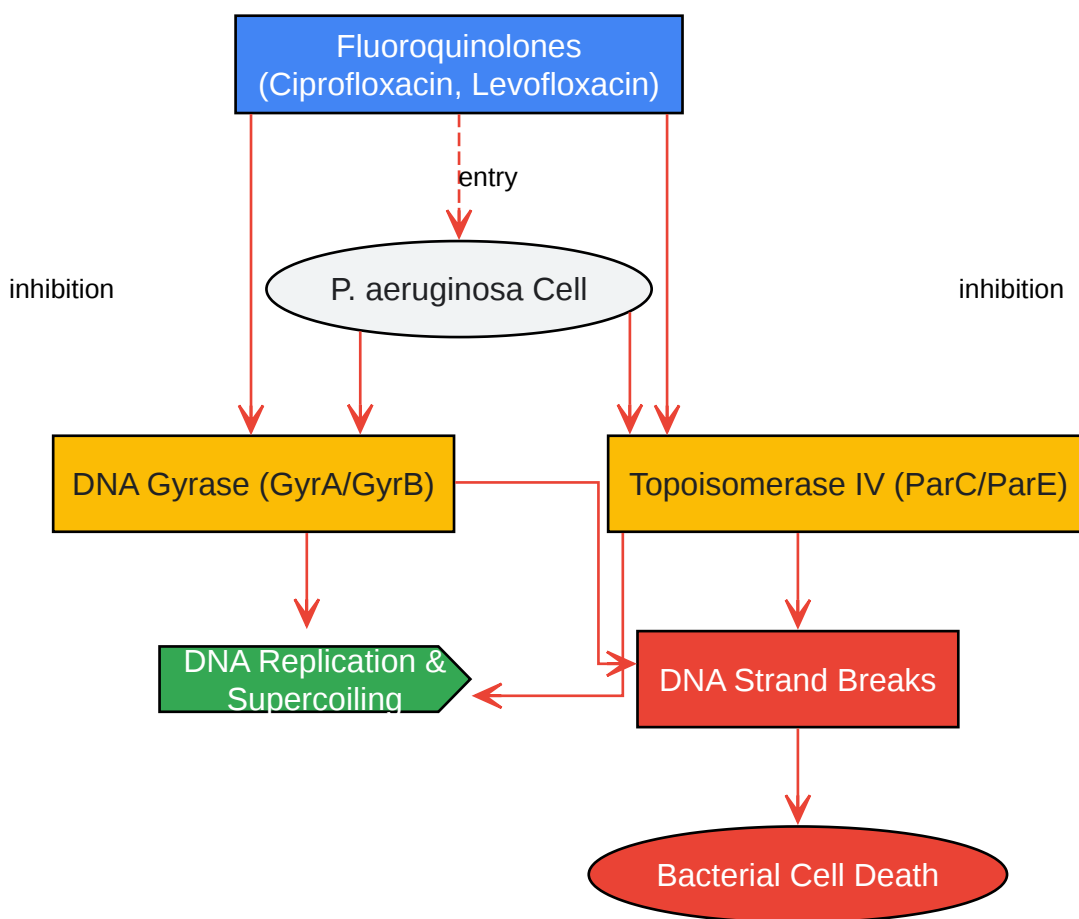 Fluoroquinolones
(Ciprofloxacin, Levofloxacin)
entry
inhibition
P. aeruginosa Cell
inhibition
DNA Gyrase (GyrA/GyrB)
Topoisomerase IV (ParC/ParE)
DNA Replication &
Supercoiling
DNA Strand Breaks
Bacterial Cell Death